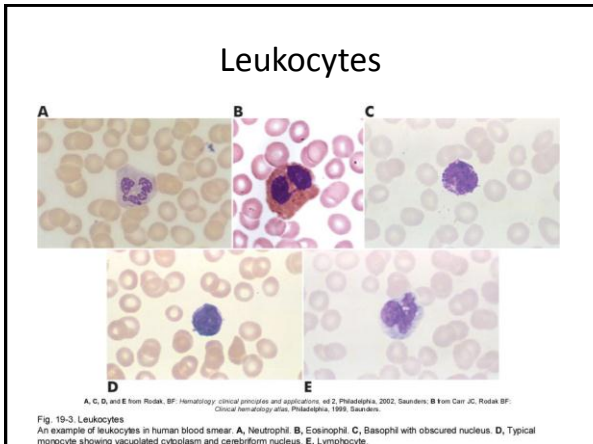 Leukocytes
A
B
C
D
E
A, C, D, and E from Rodak, BF: Hematology: clinical principles and applications, ed 2, Philadelphia, 2002, Saunders; B from Carr JC, Rodak BF:
Clinical hematology atlas, Philadelphia, 1999, Saunders.
Fig. 19-3. Leukocytes
An example of leukocytes in human blood smear. A, Neutrophil. B, Eosinophil. C, Basophil with obscured nucleus. D, Typical
monocyte showing vacuolated cytoplasm and cerebriform nucleus. E, Lymphocyte.